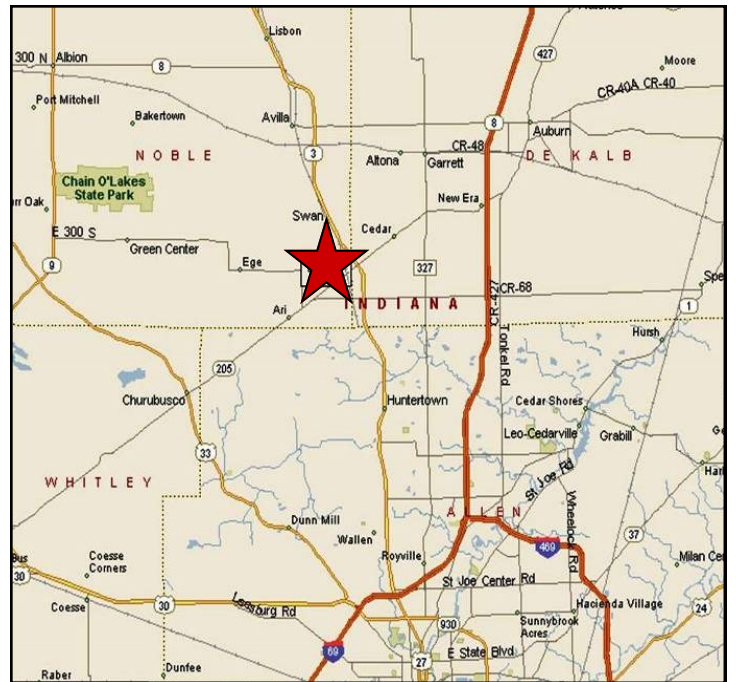 Lisbon
427
300 N
Albion
8
Moore
CR-40A CR-40
Port Mitchell
Bakertown
Avilla
8
Auburn
NOBLE
3
CR-48
Altona
Garrett
DE KALB
Chain O'Lakes
State Park
New Era
rr Oak
Swan
Cedar
E 300 S
Green Center
9
Ege
327
CR-68
Spe
INDIANA
CR-427
1
Ari
Tonkel Rd
Hursh
205
Churubusco
Huntertown
Cedar Shores
Leo-Cedarville
Grabill
33
WHITLEY
St Joe Rd
Har
ALLEN
Wheelock Rd
Dunn Mill
Wallen
37
469
Bus
30
Coesse
Corners
Royville
Milan Ce
St Joe Center Rd
Coesse
30
Leesburg Rd
Hacienda Village
24
930
Sunnybrook
Acres
69
27
E State Blvd
Raber
Dunfee